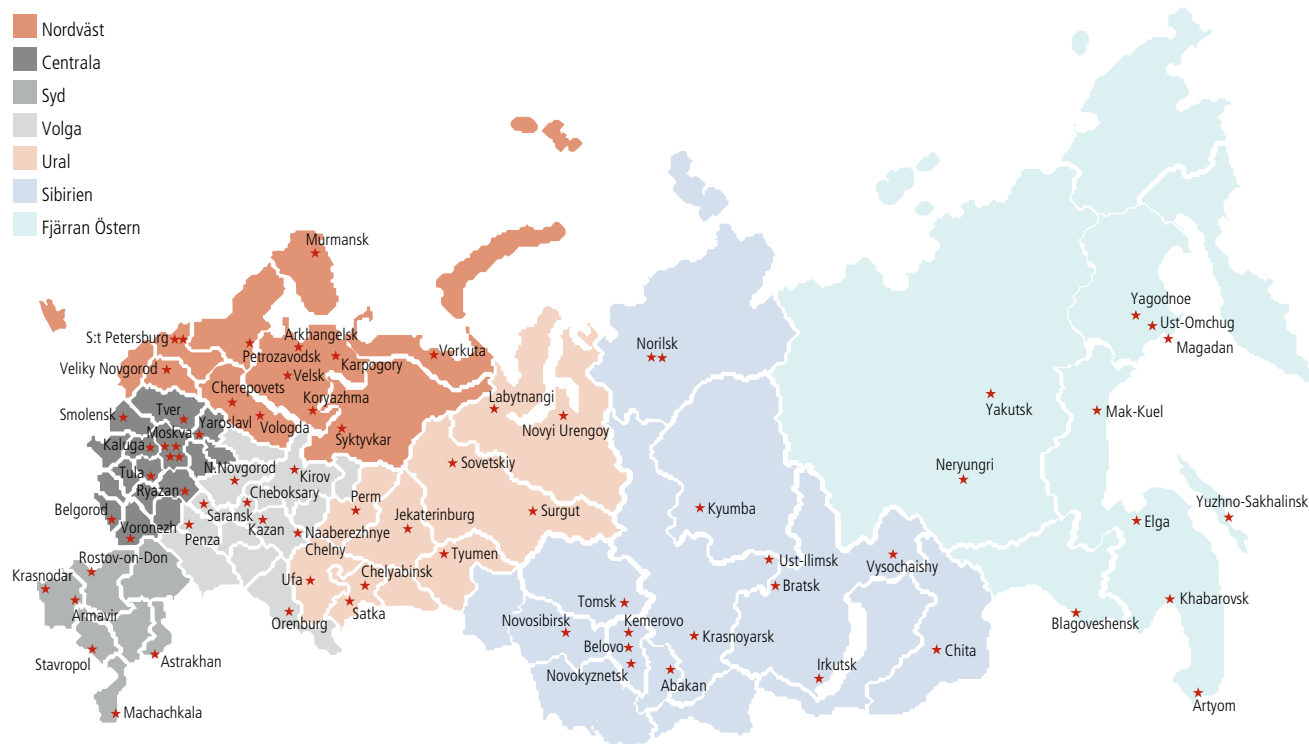 Nordväst
Centrala
Syd
Volga
Ural
Sibirien
Fjärran Östern
Murmansk
S:t Petersburg
Arkhangelsk
Petrozavodsk
Karpogory
Vorkuta
Veliky Novgorod
Velsk
Cherepovets
Koryazhma
Smolensk
Tver
Yaroslavl
Vologda
Syktyvkar
Moskva
Kaluga
Tula
N.Novgorod
Kirov
Ryazan
Cheboksary
Belgorod
Saransk
Kazan
Voronezh
Penza
Naaberezhnye
Chelny
Perm
Jekaterinburg
Sovetskiy
Surgut
Labytnangi
Novyi Urengoy
Tyumen
Rostov-on-Don
Krasnodar
Armavir
Ufa
Chelyabinsk
Satka
Orenburg
Stavropol
Astrakhan
Machachkala
Norilsk
Kyumba
Ust-Ilimsk
Bratsk
Vysochaishy
Tomsk
Novosibirsk
Kemerovo
Belovo
Krasnoyarsk
Novokyznetsk
Abakan
Irkutsk
Chita
Yagodnoe
Ust-Omchug
Magadan
Yakutsk
Mak-Kuel
Neryungri
Yuzhno-Sakhalinsk
Elga
Khabarovsk
Blagoveshensk
Artyom